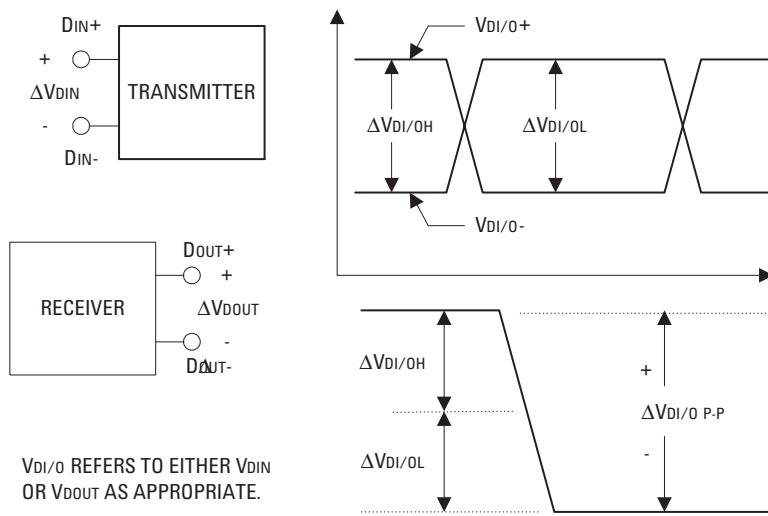 DIN+
+
ΔVDIN
-
DIN-
TRANSMITTER
VDI/O+
ΔVDI/OH
ΔVDI/OL
VDI/O-
RECEIVER
DOUT+
+
ΔVDOUT
-
ΔVDI/OH
ΔVDI/OL
+
ΔVDI/O P-P
-
VDI/O REFERS TO EITHER VDIN
OR VDOUT AS APPROPRIATE.